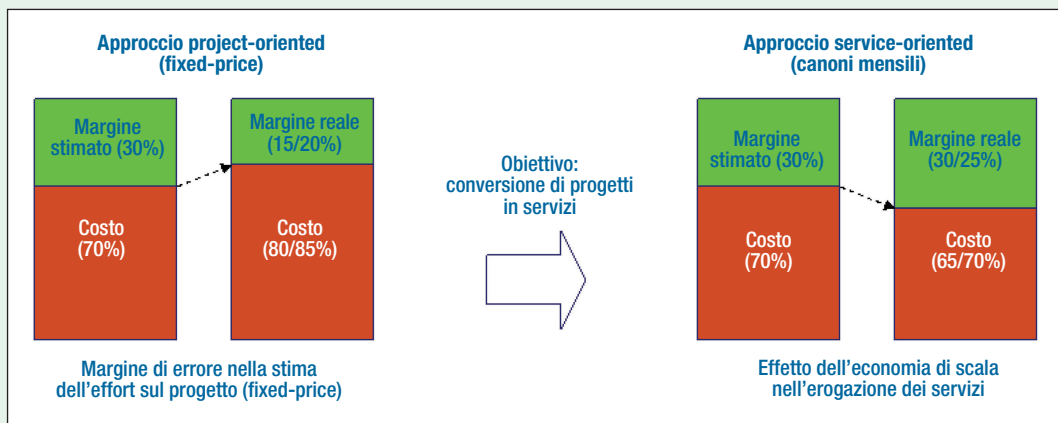 Approccio project-oriented
(fixed-price)
Margine
stimato (30%)
Margine reale
(15/20%)
Costo
(70%)
Costo
(80/85%)
Margine di errore nella stima
dell'effort sul progetto (fixed-price)
Obiettivo:
conversione di progetti
in servizi
Approccio service-oriented
(canoni mensili)
Margine
stimato (30%)
Margine reale
(30/25%)
Costo
(70%)
Costo
(65/70%)
Effetto dell'economia di scala
nell'erogazione dei servizi